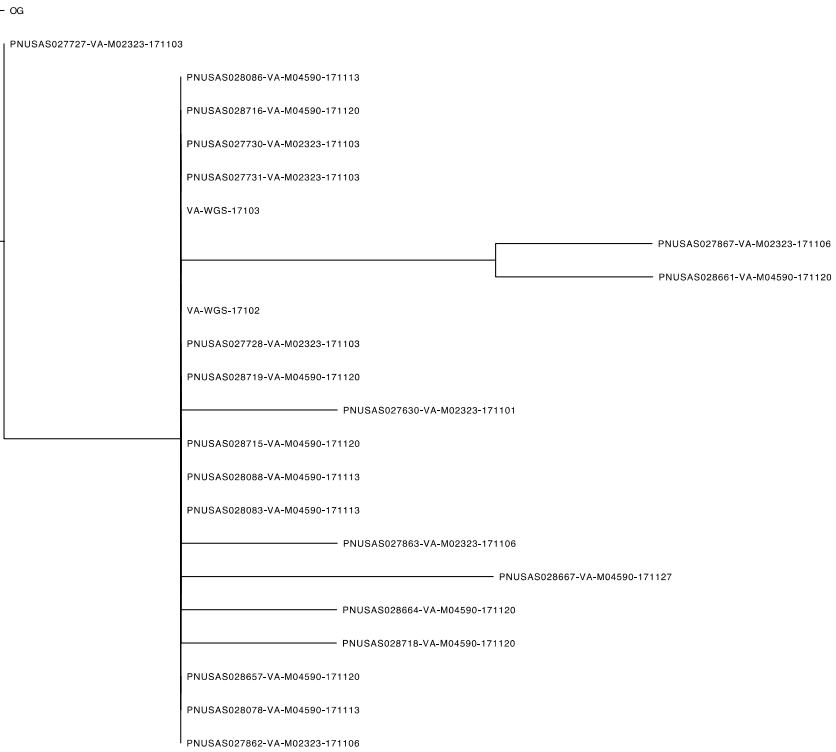 OG
PNUSAS027727-VA-M02323-171103
PNUSAS028086-VA-M04590-171113
PNUSAS028716-VA-M04590-171120
PNUSAS027730-VA-M02323-171103
PNUSAS027731-VA-M02323-171103
VA-WGS-17103
PNUSAS027867-VA-M02323-171106
PNUSAS028661-VA-M04590-171120
VA-WGS-17102
PNUSAS027728-VA-M02323-171103
PNUSAS028719-VA-M04590-171120
PNUSAS027630-VA-M02323-171101
PNUSAS028715-VA-M04590-171120
PNUSAS028088-VA-M04590-171113
PNUSAS028083-VA-M04590-171113
PNUSAS027863-VA-M02323-171106
PNUSAS028667-VA-M04590-171127
PNUSAS028664-VA-M04590-171120
PNUSAS028718-VA-M04590-171120
PNUSAS028657-VA-M04590-171120
PNUSAS028078-VA-M04590-171113
PNUSAS027862-VA-M02323-171106